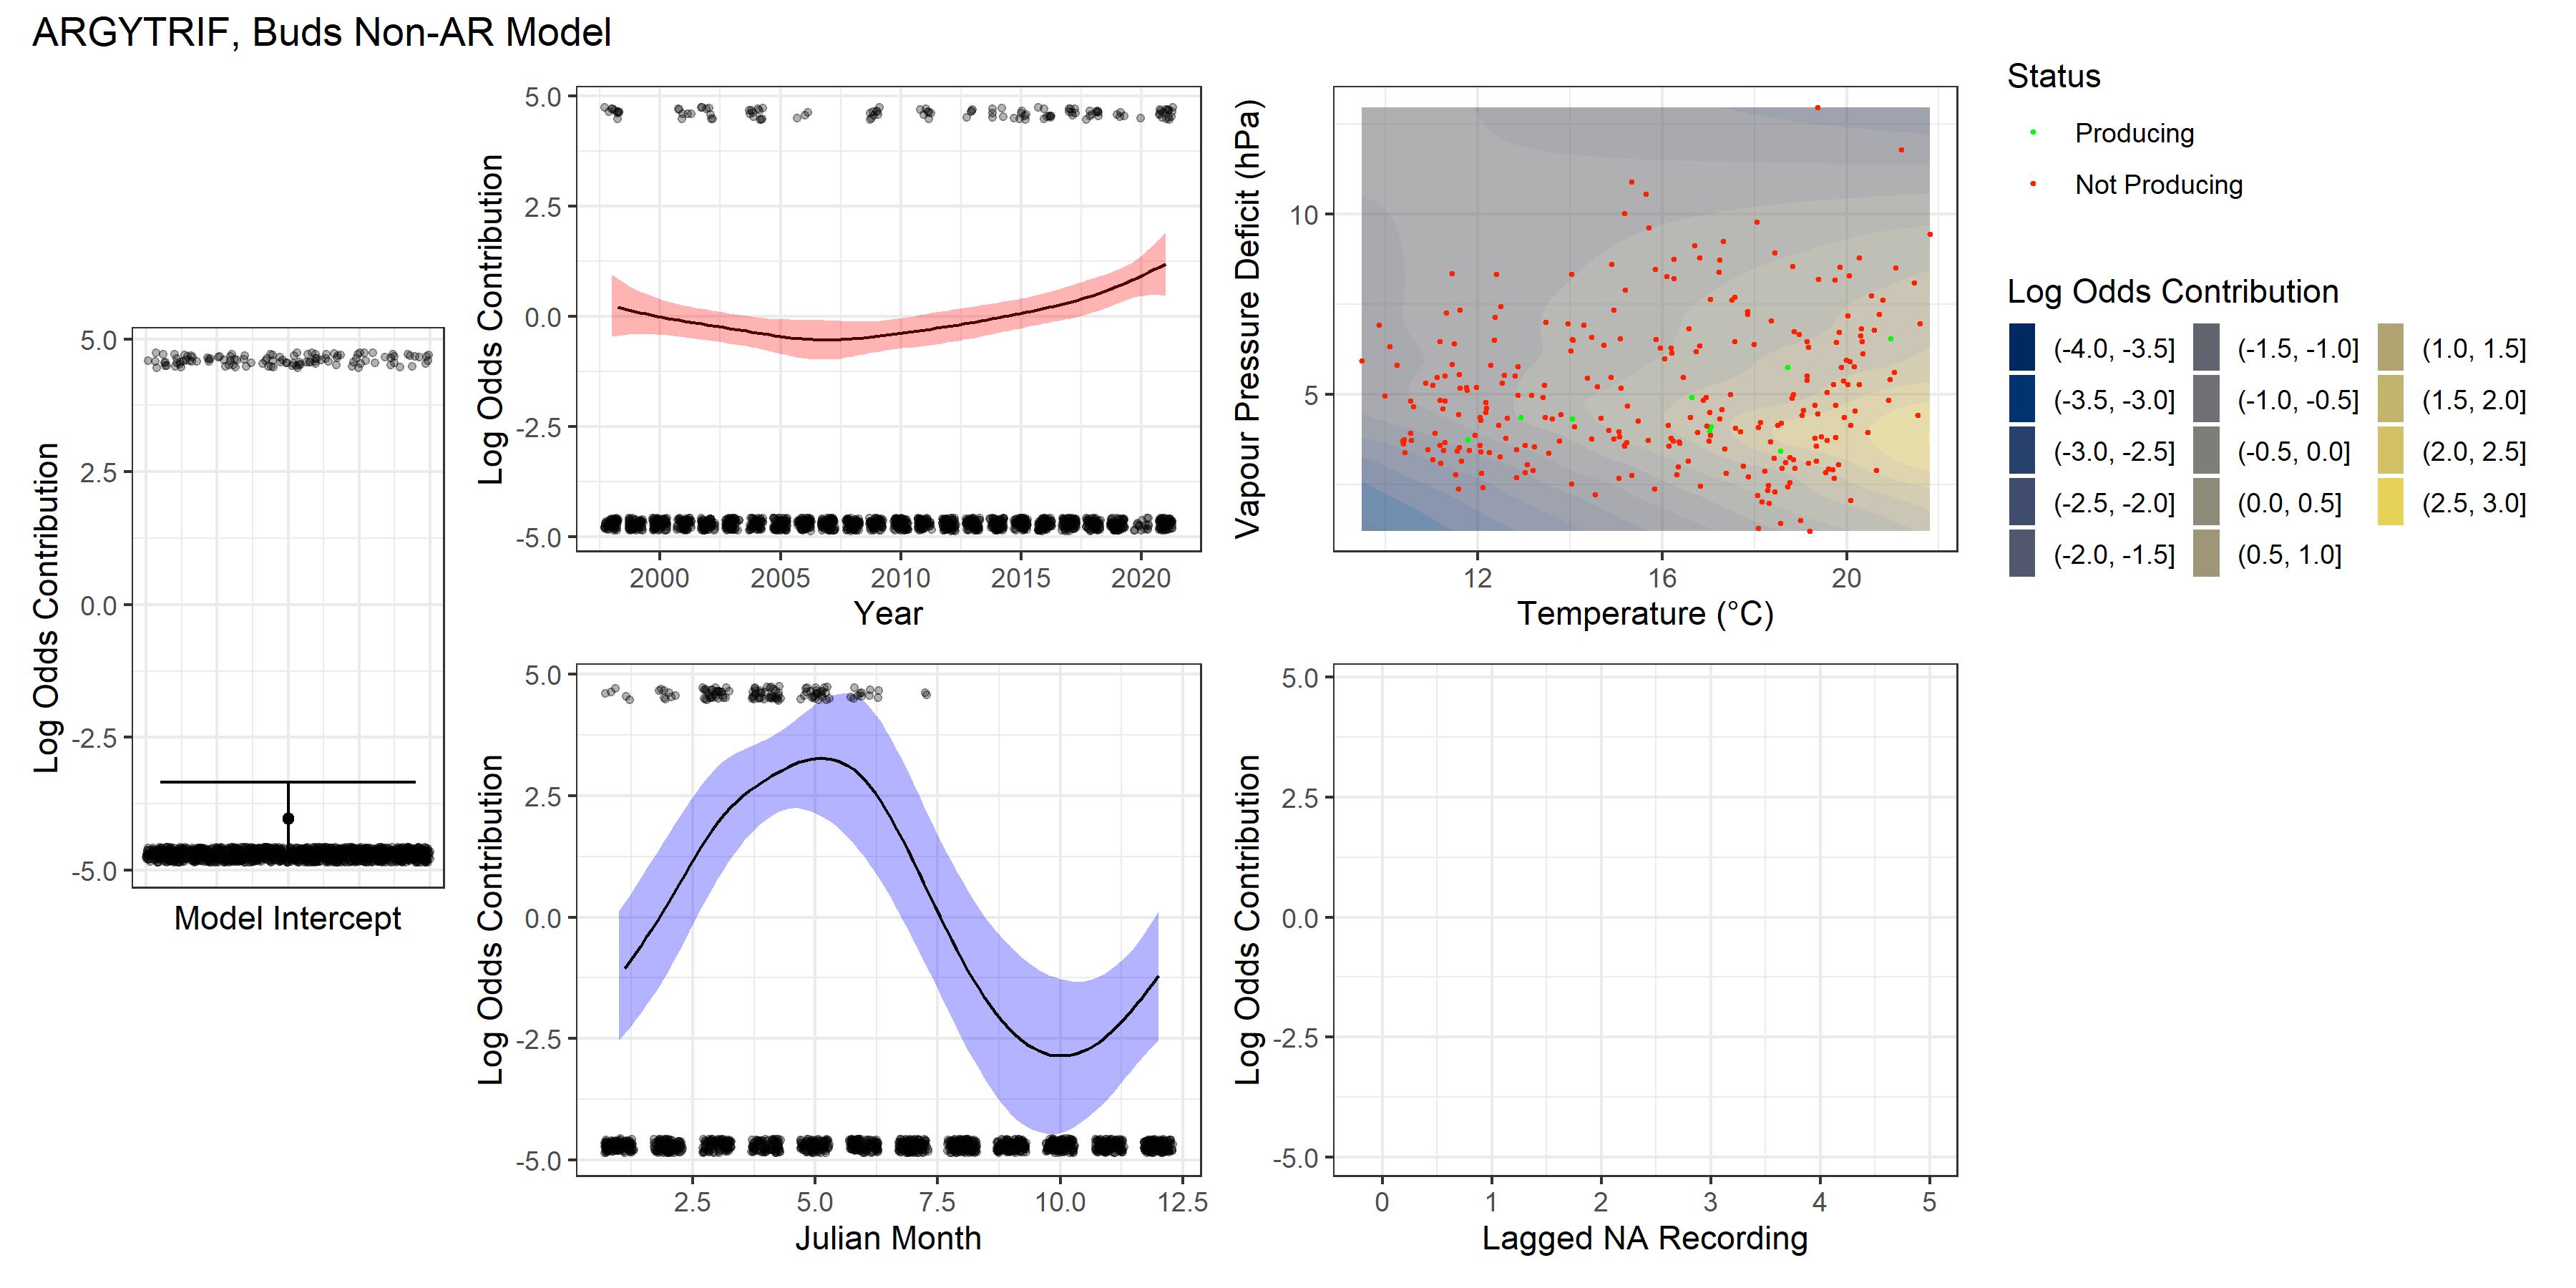 ARGYTRIF, Buds Non-AR Model
Log Odds Contribution
5.0
2.5
0.0
-2.5
-5.0
Model Intercept
Log Odds Contribution
5.0
2.5
0.0
-2.5
-5.0
2000 2005 2010 2015 2020
Year
Vapour Pressure Deficit (hPa)
10
5
12 16 20
Temperature (°C)
Status
Producing
Not Producing
Log Odds Contribution
(-4.0, -3.5] (-1.5, -1.0] (1.0, 1.5]
(-3.5, -3.0] (-1.0, -0.5] (1.5, 2.0]
(-3.0, -2.5] (-0.5, 0.0] (2.0, 2.5]
(-2.5, -2.0] (0.0, 0.5] (2.5, 3.0]
(-2.0, -1.5] (0.5, 1.0]
Log Odds Contribution
5.0
2.5
0.0
-2.5
-5.0
2.5 5.0 7.5 10.0 12.5
Julian Month
Log Odds Contribution
5.0
2.5
0.0
-2.5
-5.0
0 1 2 3 4 5
Lagged NA Recording